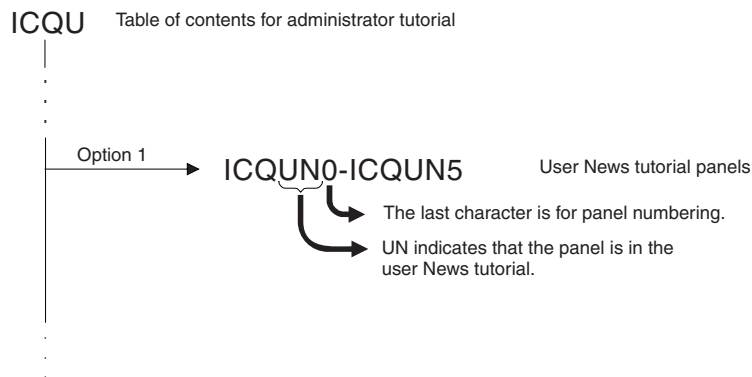 ICQU Table of contents for administrator tutorial
Option 1
ICQUN0-ICQUN5 User News tutorial panels
The last character is for panel numbering.
UN indicates that the panel is in the
user News tutorial.